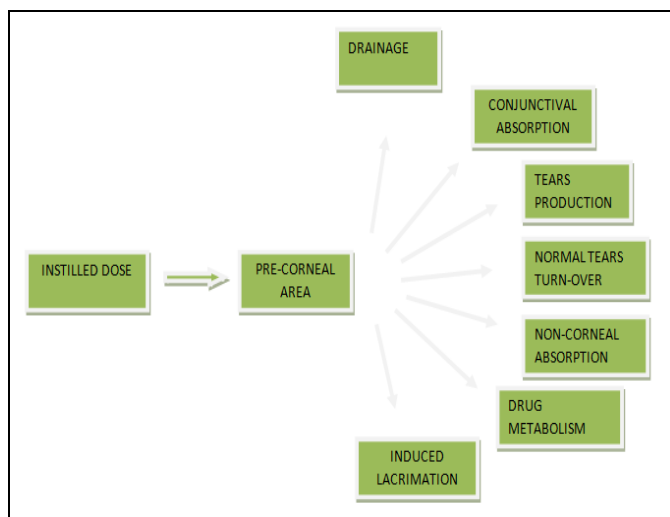 DRAINAGE
CONJUNCTIVAL
ABSORPTION
TEARS
PRODUCTION
INSTILLED DOSE
PRE-CORNEAL
AREA
NORMAL TEARS
TURN-OVER
NON-CORNEAL
ABSORPTION
DRUG
METABOLISM
INDUCED
LACRIMATION